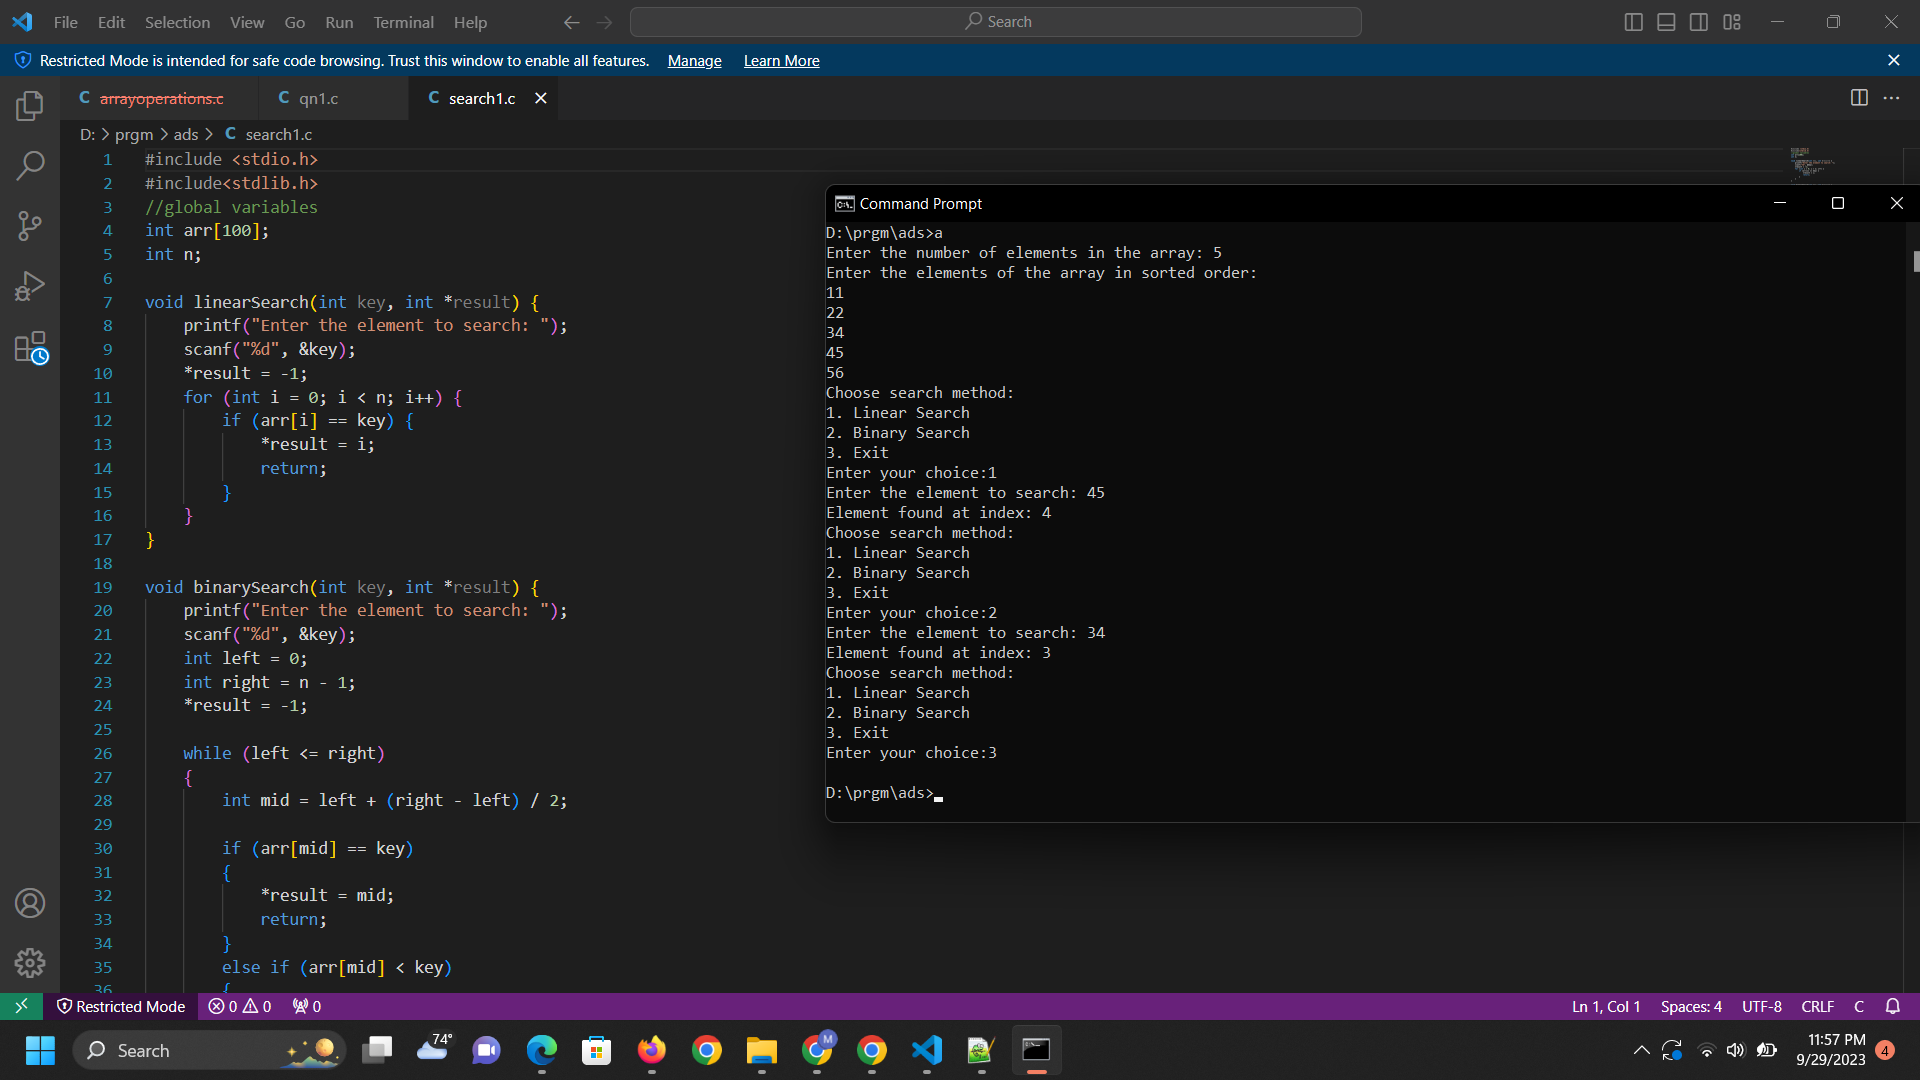 File Edit Selection View Go Run Terminal Help Search
Restricted Mode is intended for safe code browsing. Trust this window to enable all features. Manage Learn More
C arrayoperations.c C qn1.c C search1.c
D: > prgm > ads > C search1.c
1 #include <stdio.h>
2 #include<stdlib.h>
3 //global variables
4 int arr[100];
5 int n;
6
7 void linearSearch(int key, int *result) {
8 printf("Enter the element to search: ");
9 scanf("%d", &key);
10 *result = -1;
11 for (int i = 0; i < n; i++) {
12 if (arr[i] == key) {
13 *result = i;
14 return;
15 }
16 }
17 }
18
19 void binarySearch(int key, int *result) {
20 printf("Enter the element to search: ");
21 scanf("%d", &key);
22 int left = 0;
23 int right = n - 1;
24 *result = -1;
25
26 while (left <= right)
27 {
28 int mid = left + (right - left) / 2;
29
30 if (arr[mid] == key)
31 {
32 *result = mid;
33 return;
34 }
35 else if (arr[mid] < key)
36 {
Command Prompt
D:\prgm\ads>a
Enter the number of elements in the array: 5
Enter the elements of the array in sorted order:
11
22
34
45
56
Choose search method:
1. Linear Search
2. Binary Search
3. Exit
Enter your choice:1
Enter the element to search: 45
Element found at index: 4
Choose search method:
1. Linear Search
2. Binary Search
3. Exit
Enter your choice:2
Enter the element to search: 34
Element found at index: 3
Choose search method:
1. Linear Search
2. Binary Search
3. Exit
Enter your choice:3
D:\prgm\ads>
Restricted Mode 0 0 0 Ln 1, Col 1 Spaces: 4 UTF-8 CRLF C
Search 74° M 11:57 PM
9/29/2023 4